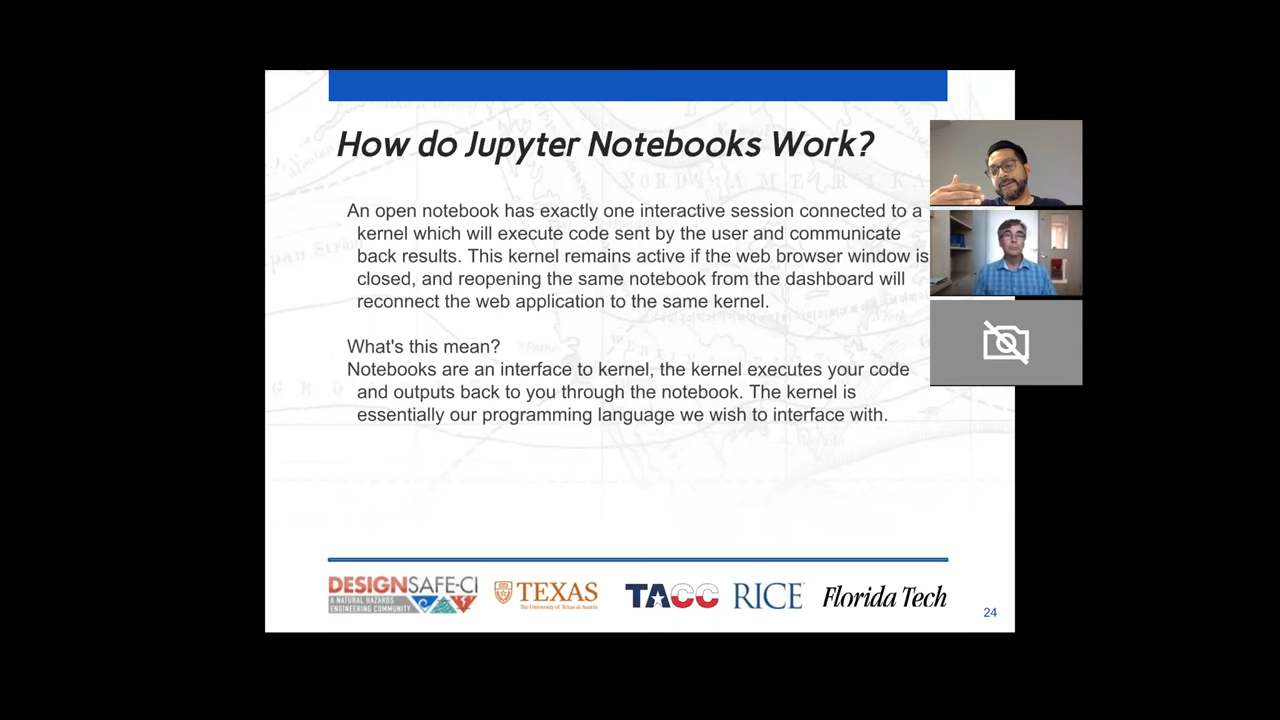 How do Jupyter Notebooks Work?
An open notebook has exactly one interactive session connected to a
kernel which will execute code sent by the user and communicate
back results. This kernel remains active if the web browser window is
closed, and reopening the same notebook from the dashboard will
reconnect the web application to the same kernel.
What's this mean?
Notebooks are an interface to kernel, the kernel executes your code
and outputs back to you through the notebook. The kernel is
essentially our programming language we wish to interface with.
DESIGNSAFE-CI
A NATURAL HAZARDS
ENGINEERING COMMUNITY
TEXAS
The University of Texas at Austin
TACC
RICE
Florida Tech
24